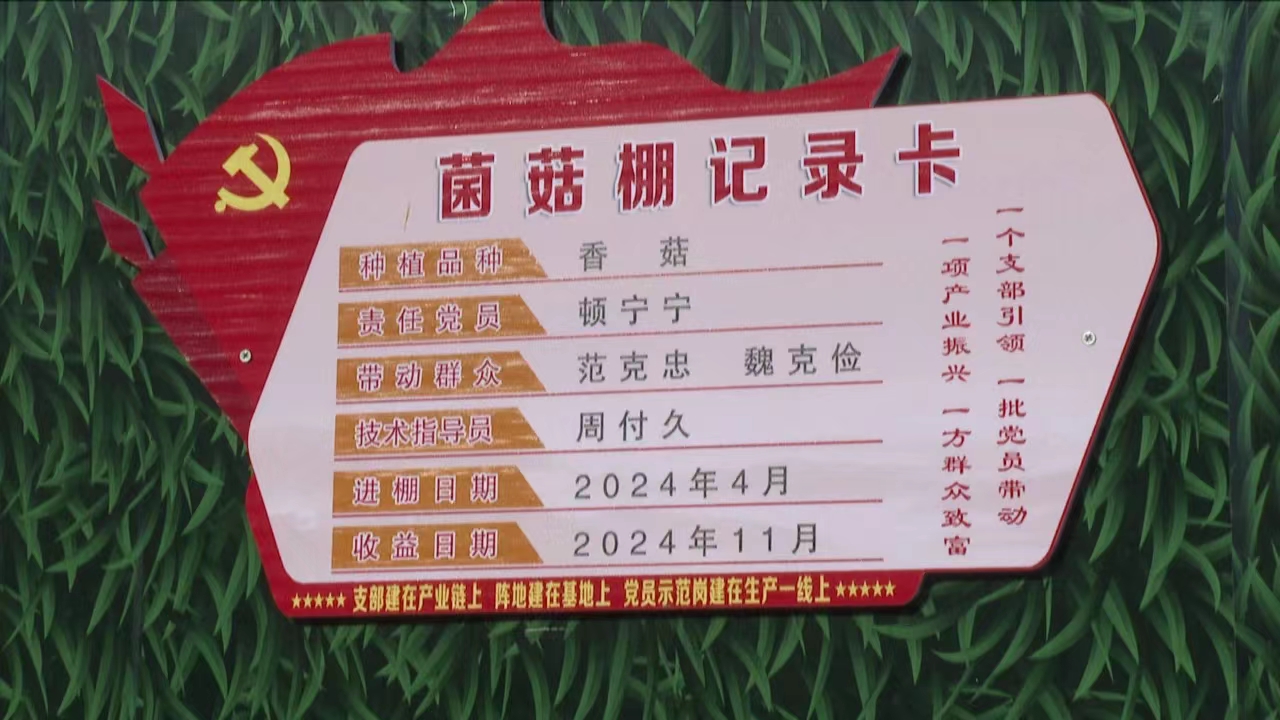 菌菇棚记录卡
种植品种 香菇
责任党员 顿宁宁
带动群众 范克忠 魏克俭
技术指导员 周付久
进棚日期 2024年4月
收益日期 2024年11月
一个支部引领 一批党员带动
一项产业振兴 一方群众致富
★★★★★ 支部建在产业链上 阵地建在基地上 党员示范岗建在生产一线上 ★★★★★